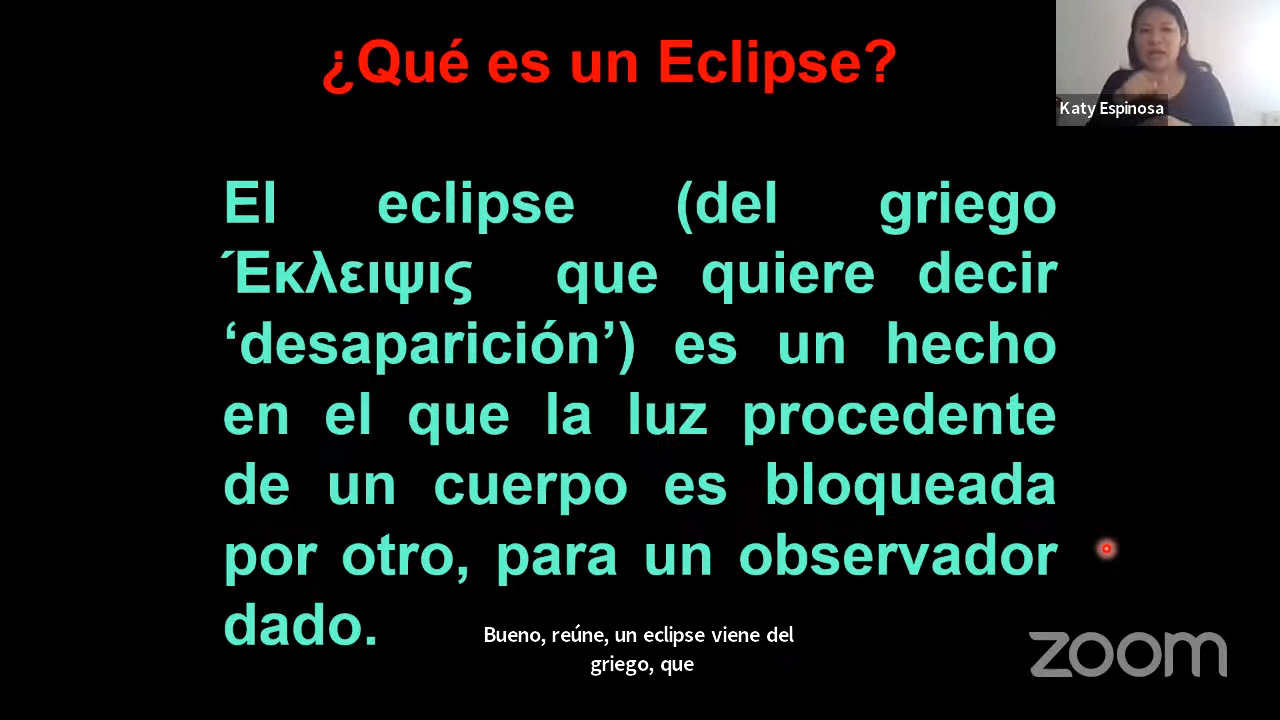 ¿Qué es un Eclipse?
Katy Espinosa
El eclipse (del griego
Έκλειψις que quiere decir
‘desaparición’) es un hecho
en el que la luz procedente
de un cuerpo es bloqueada
por otro, para un observador
dado.
Bueno, reúne, un eclipse viene del
griego, que
zoom